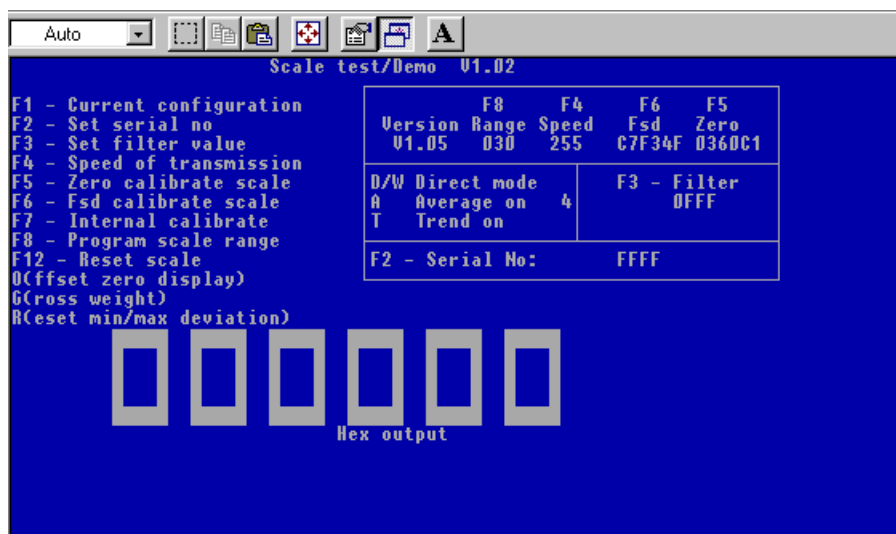 Auto
A
Scale test/Demo V1.02
F1 - Current configuration
F2 - Set serial no
F3 - Set filter value
F4 - Speed of transmission
F5 - Zero calibrate scale
F6 - Fsd calibrate scale
F7 - Internal calibrate
F8 - Program scale range
F12 - Reset scale
O(ffset zero display)
G(ross weight)
R(eset min/max deviation)
F8 F4 F6 F5
Version Range Speed Fsd Zero
V1.05 030 255 C7F34F 0360C1
D/W Direct mode
A Average on 4
T Trend on
F3 - Filter
0FFF
F2 - Serial No: FFFF
000000
Hex output